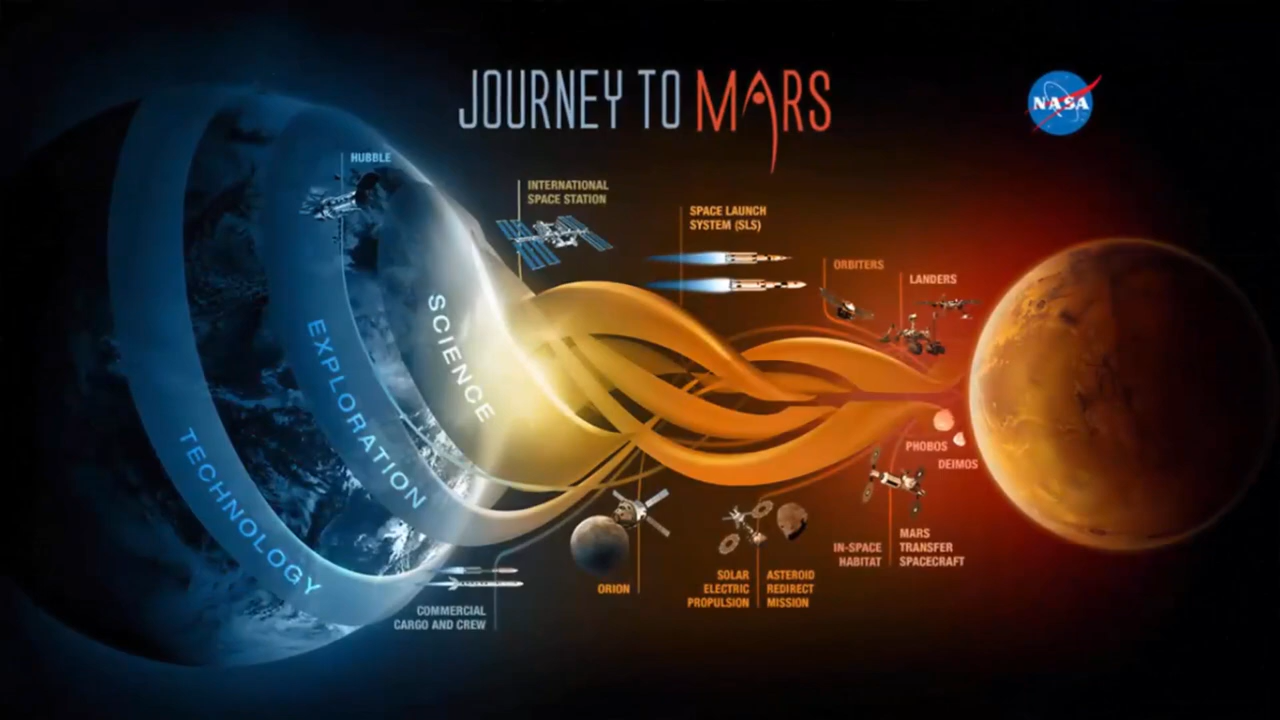 JOURNEY TO MARS
NASA
HUBBLE
INTERNATIONAL
SPACE STATION
SPACE LAUNCH
SYSTEM (SLS)
ORBITERS
LANDERS
SCIENCE
EXPLORATION
TECHNOLOGY
PHOBOS
DEIMOS
COMMERCIAL
CARGO AND CREW
ORION
SOLAR
ELECTRIC
PROPULSION
ASTEROID
REDIRECT
MISSION
IN-SPACE
HABITAT
MARS
TRANSFER
SPACECRAFT